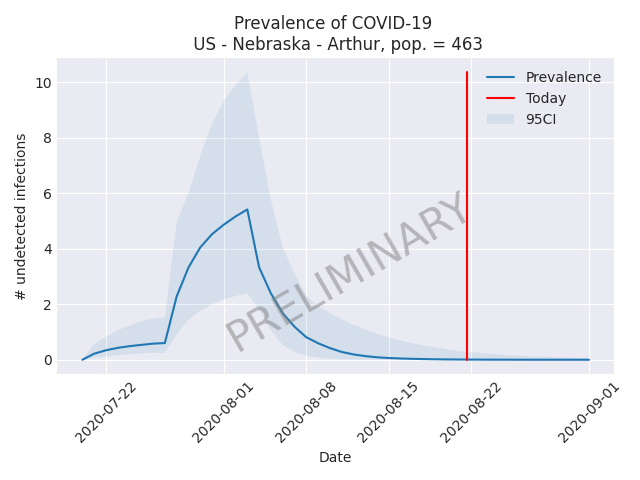 Prevalence of COVID-19
US - Nebraska - Arthur, pop. = 463
Prevalence
Today
95CI
10
8
6
4
2
0
# undetected infections
PRELIMINARY
2020-07-22
2020-08-01
2020-08-08
2020-08-15
2020-08-22
2020-09-01
Date